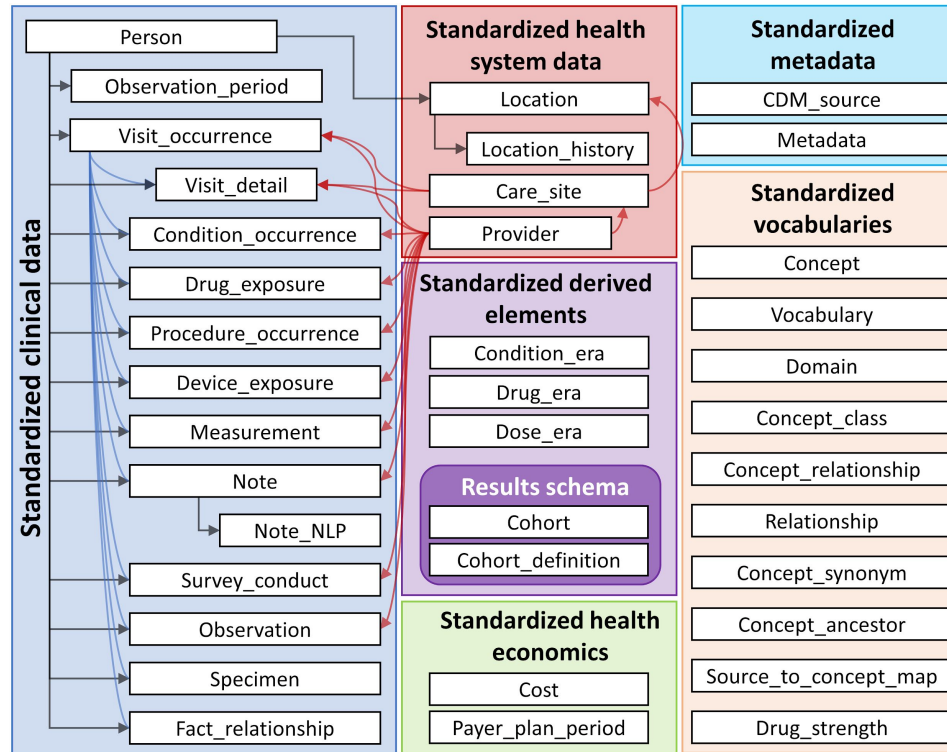 Standardized clinical data
Person
Observation_period
Visit_occurrence
Visit_detail
Condition_occurrence
Drug_exposure
Procedure_occurrence
Device_exposure
Measurement
Note
Note_NLP
Survey_conduct
Observation
Specimen
Fact_relationship
Standardized health
system data
Location
Location_history
Care_site
Provider
Standardized derived
elements
Condition_era
Drug_era
Dose_era
Results schema
Cohort
Cohort_definition
Standardized health
economics
Cost
Payer_plan_period
Standardized
metadata
CDM_source
Metadata
Standardized
vocabularies
Concept
Vocabulary
Domain
Concept_class
Concept_relationship
Relationship
Concept_synonym
Concept_ancestor
Source_to_concept_map
Drug_strength